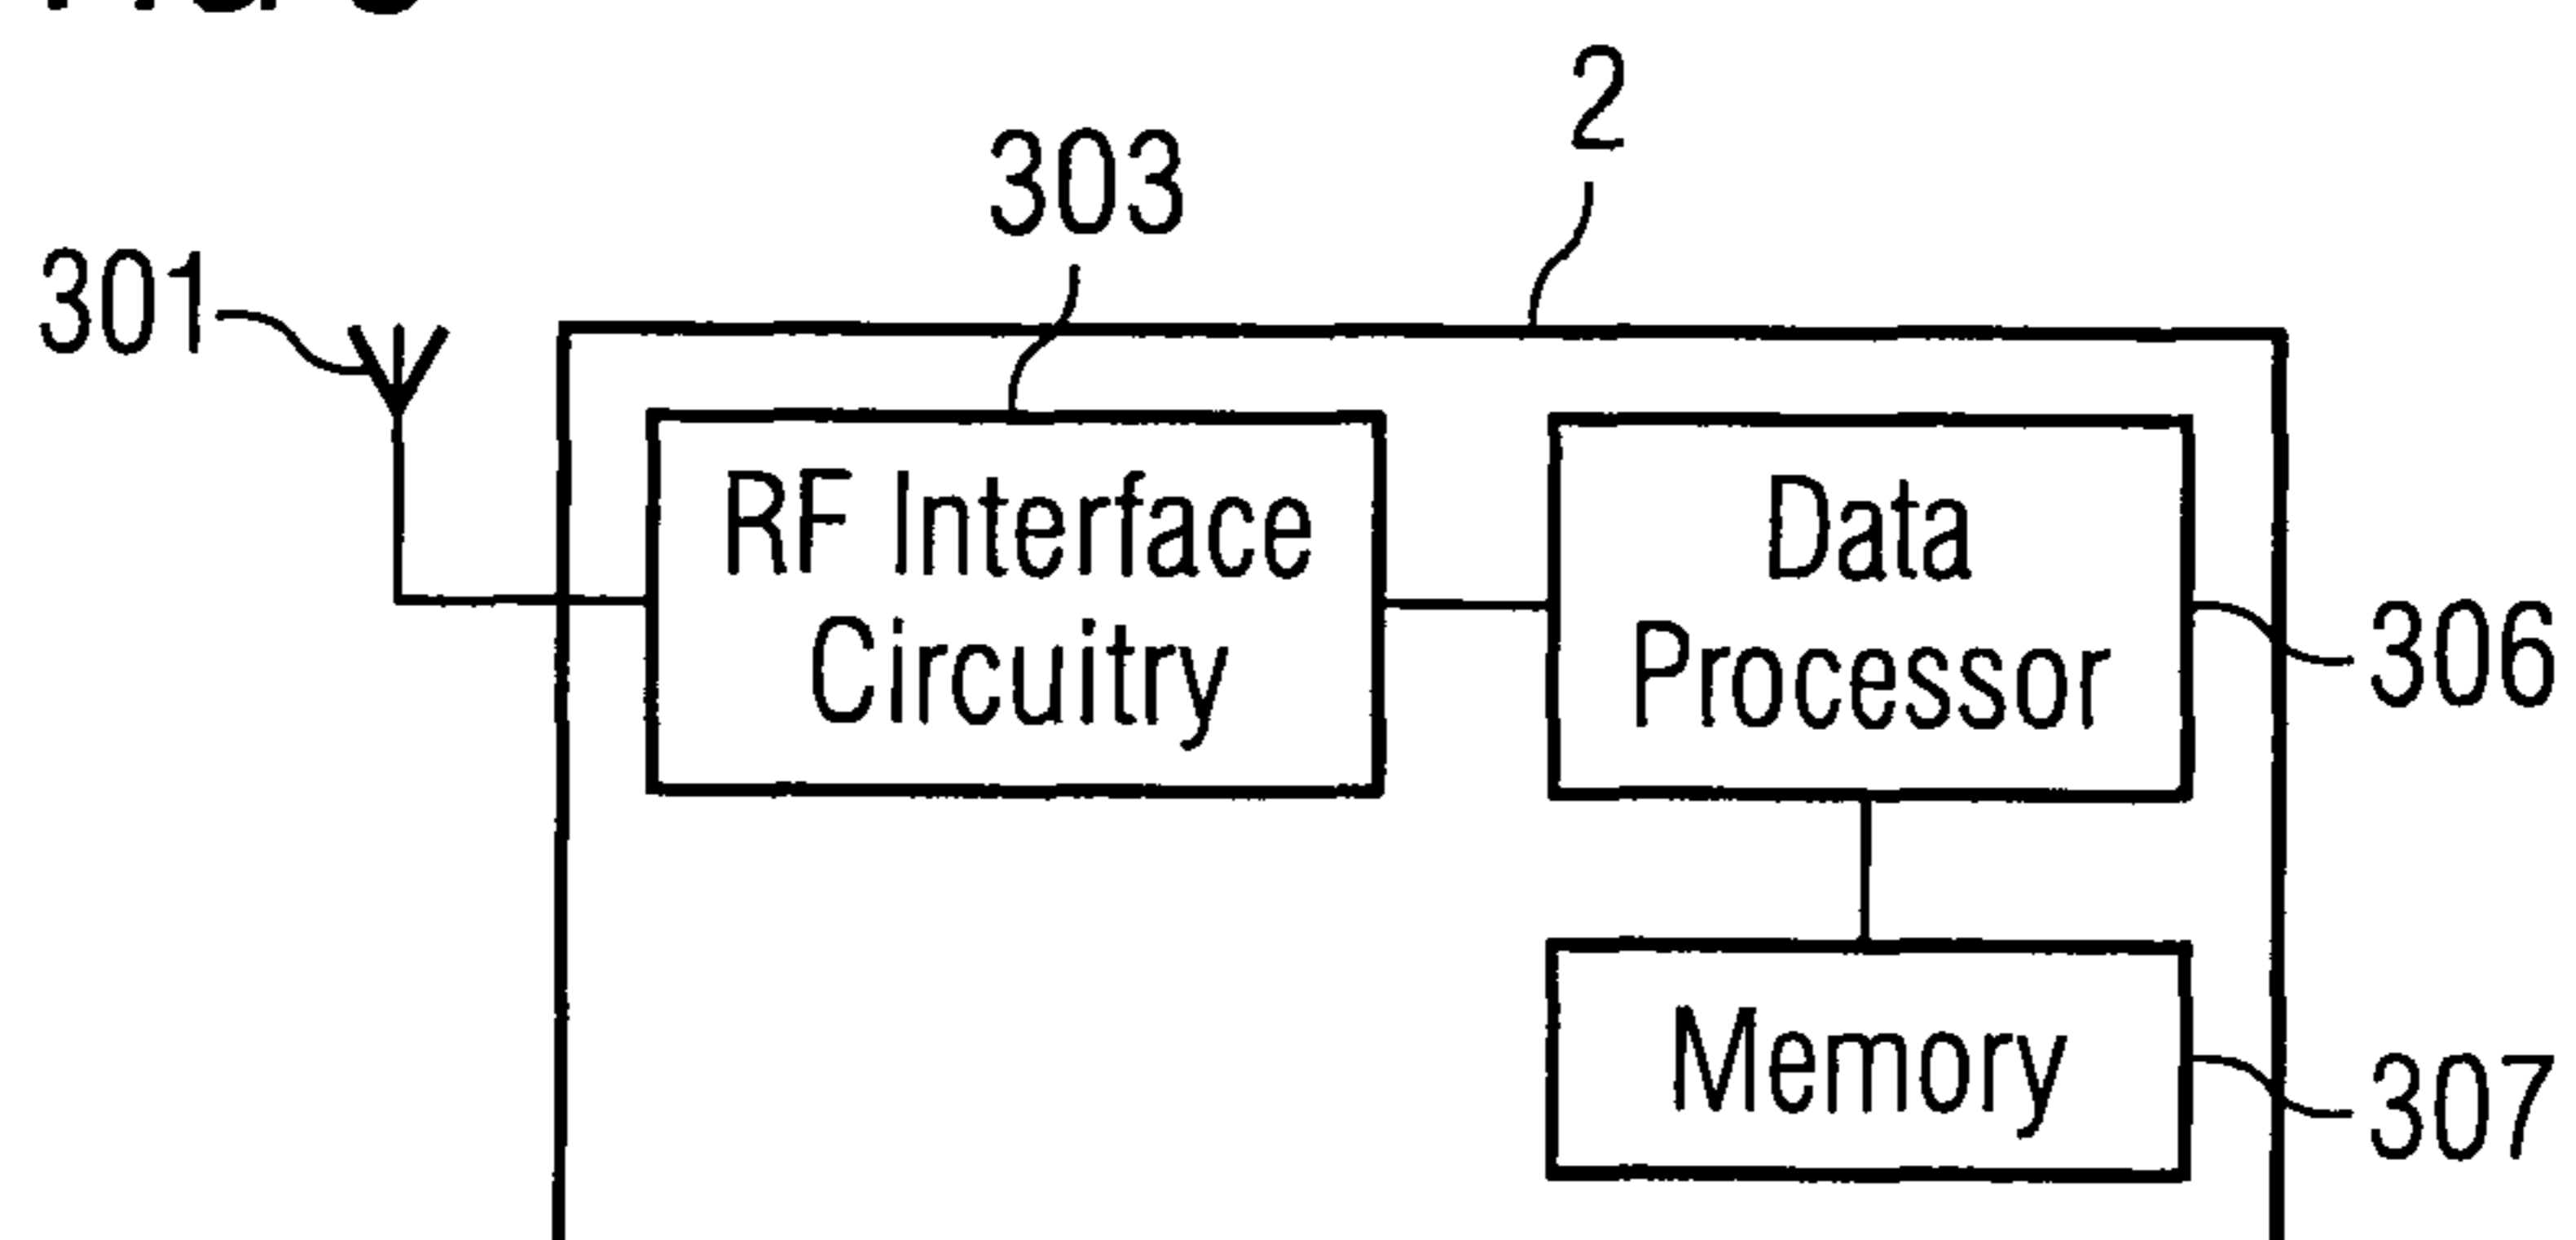 2
303
301
RF Interface
Circuitry
Data
Processor
306
Memory
307